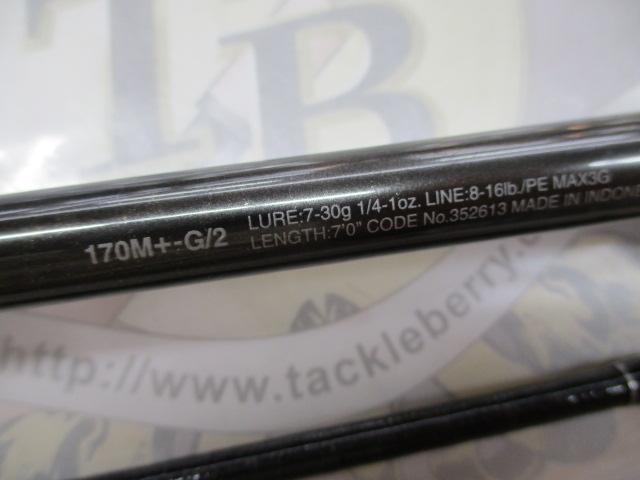 TB
170M+-G/2
LURE:7-30g 1/4-1oz. LINE:8-16lb./PE MAX3G
LENGTH:7'0" CODE No.352613 MADE IN INDON
http://www.tackleberry.c